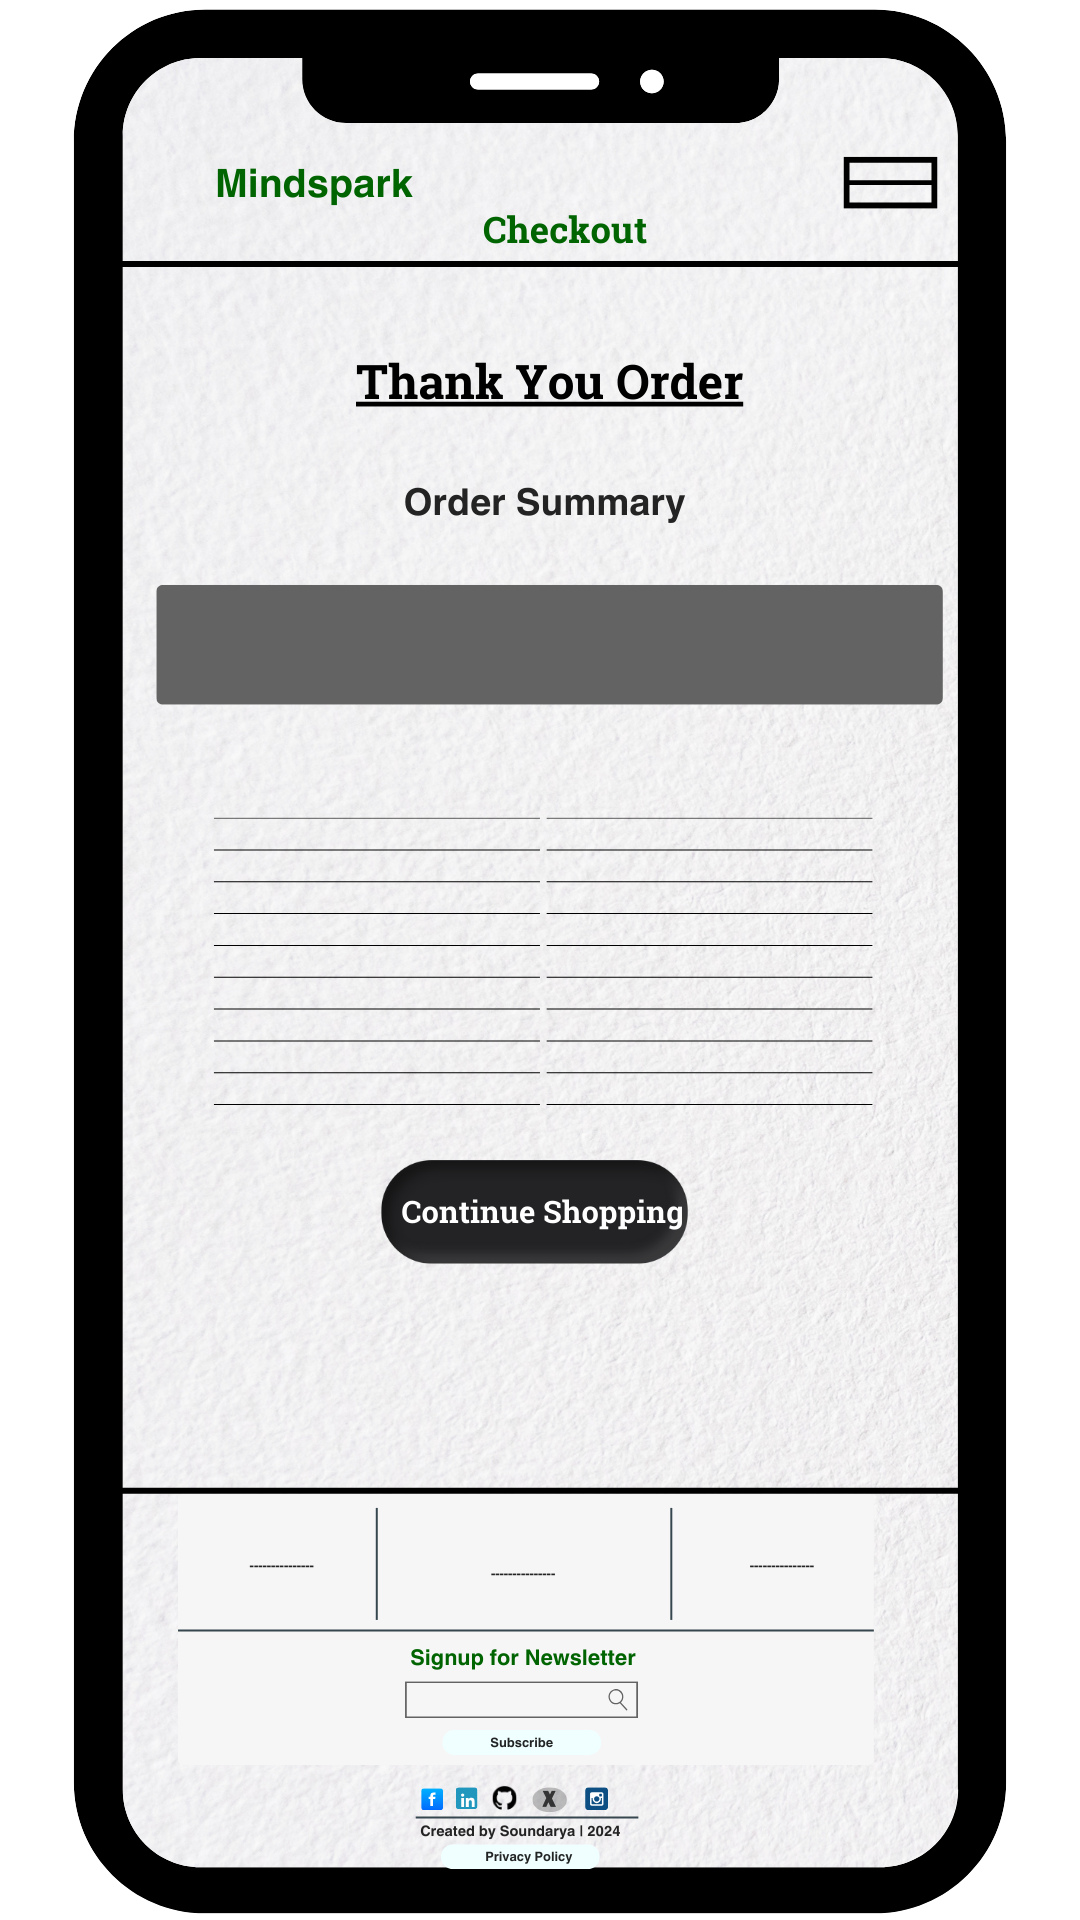 Mindspark
Checkout
Thank You Order
Order Summary
Continue Shopping
---------------
---------------
---------------
Signup for Newsletter
Subscribe
f in X
Created by Soundarya | 2024
Privacy Policy